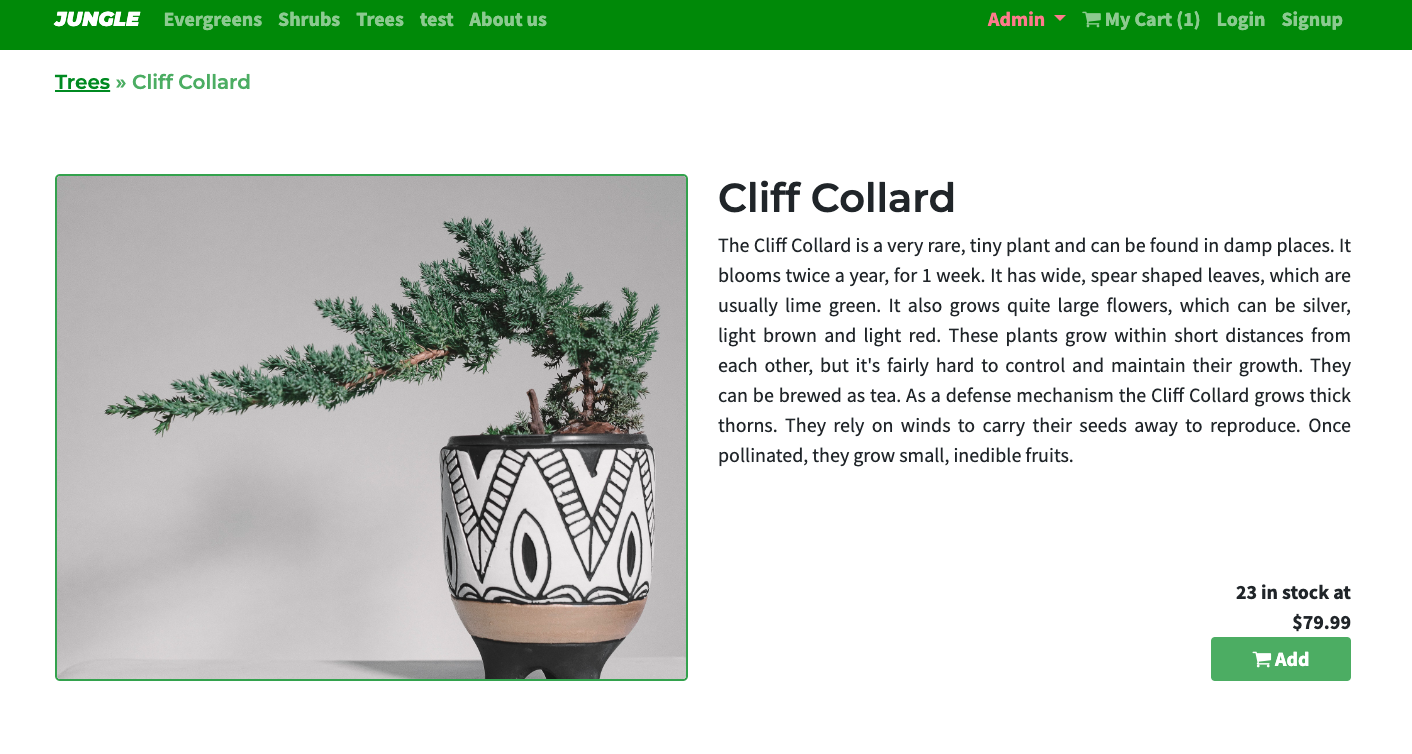 JUNGLE Evergreens Shrubs Trees test About us Admin My Cart (1) Login Signup
Trees » Cliff Collard
Cliff Collard
The Cliff Collard is a very rare, tiny plant and can be found in damp places. It
blooms twice a year, for 1 week. It has wide, spear shaped leaves, which are
usually lime green. It also grows quite large flowers, which can be silver,
light brown and light red. These plants grow within short distances from
each other, but it's fairly hard to control and maintain their growth. They
can be brewed as tea. As a defense mechanism the Cliff Collard grows thick
thorns. They rely on winds to carry their seeds away to reproduce. Once
pollinated, they grow small, inedible fruits.
23 in stock at
$79.99
Add